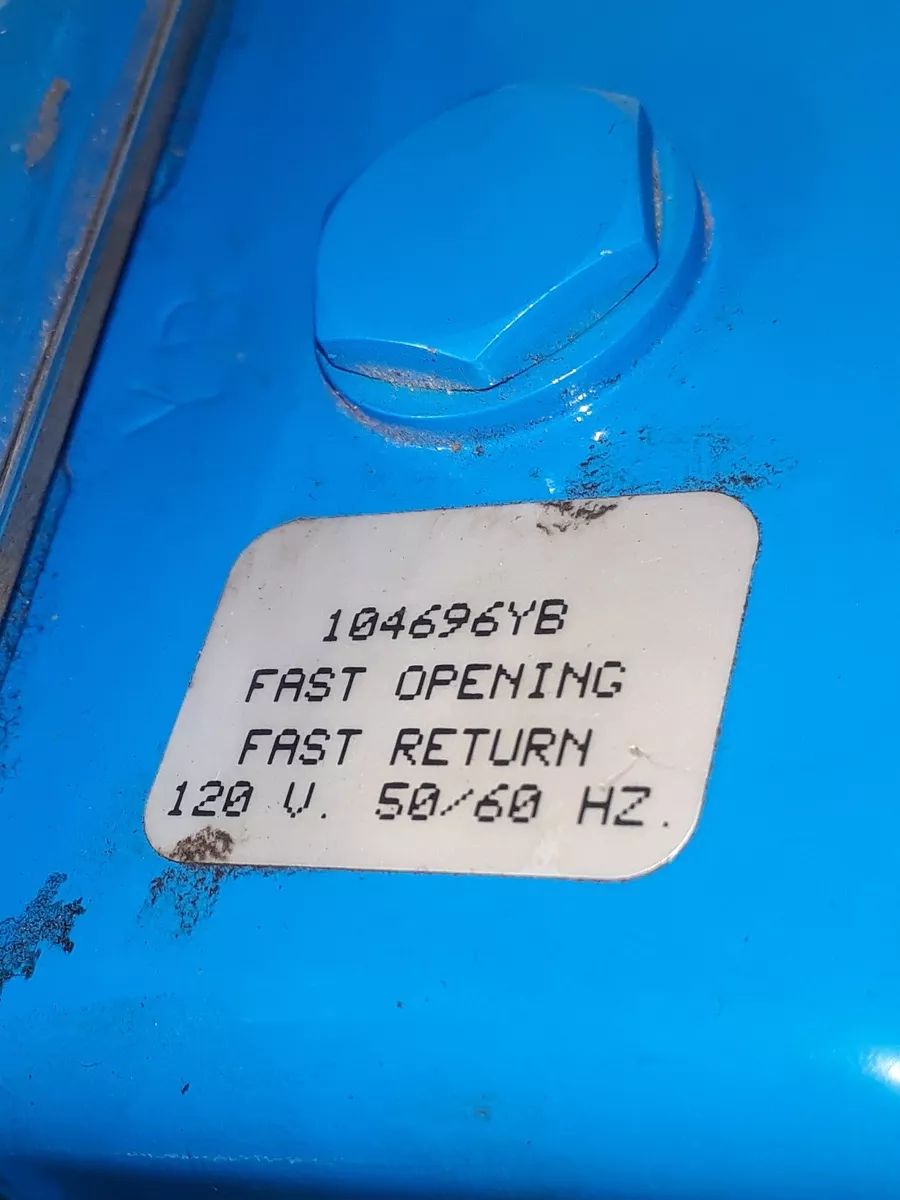 104696YB
FAST OPENING
FAST RETURN
120 V. 50/60 HZ.